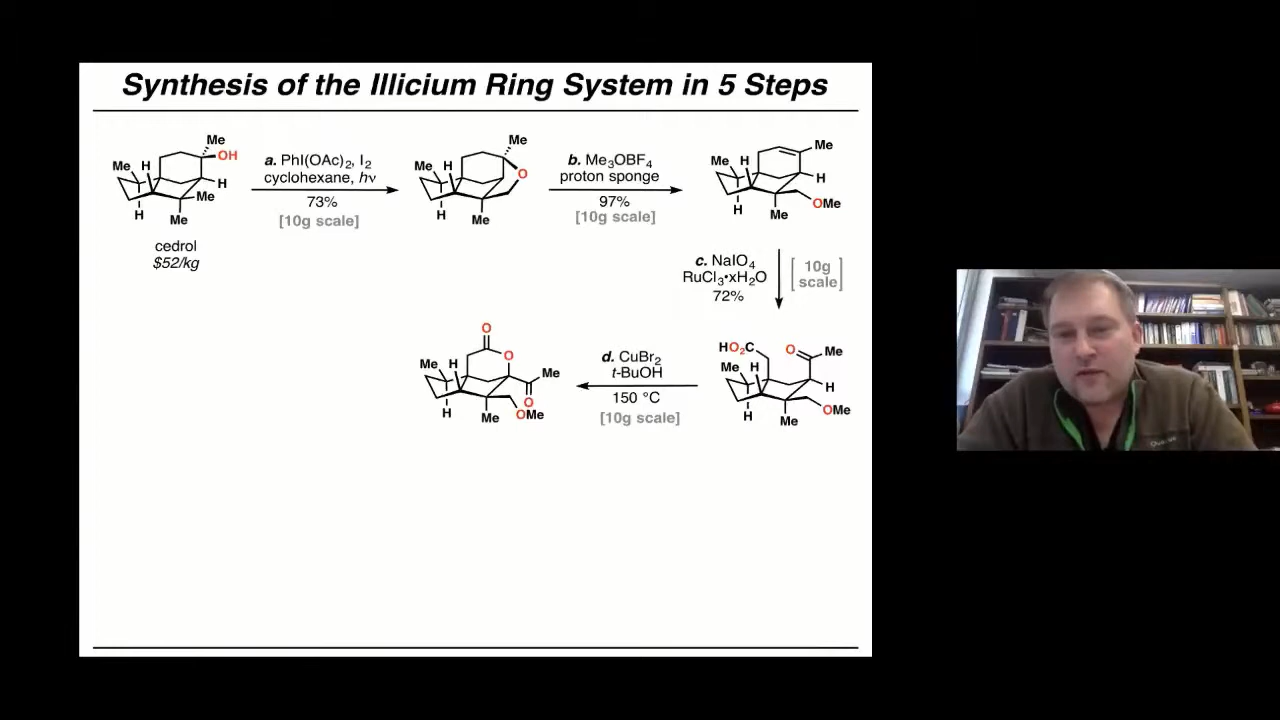 Synthesis of the Illicium Ring System in 5 Steps
Me
OH
Me
H
H
Me
H
Me
cedrol
$52/kg
a. PhI(OAc)₂, I₂
cyclohexane, hν
73%
[10g scale]
Me
Me
H
O
H
Me
b. Me₃OBF₄
proton sponge
97%
[10g scale]
Me
Me
H
H
H
Me
OMe
c. NaIO₄
RuCl₃•xH₂O
72%
[10g
scale]
HO₂C
O
Me
Me
H
H
H
OMe
Me
d. CuBr₂
t-BuOH
150 °C
[10g scale]
O
O
Me
H
Me
O
H
Me
OMe